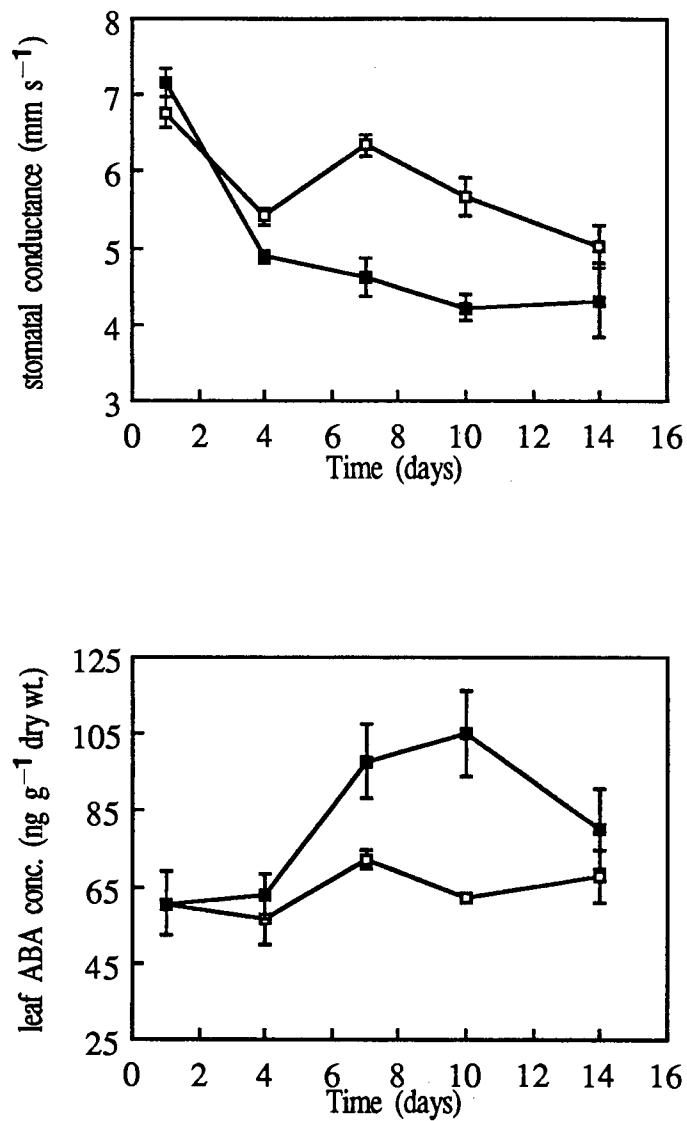 stomatal conductance (mm s−1)
8
7
6
5
4
3
0 2 4 6 8 10 12 14 16
Time (days)
leaf ABA conc. (ng g−1 dry wt.)
125
105
85
65
45
25
0 2 4 6 8 10 12 14 16
Time (days)